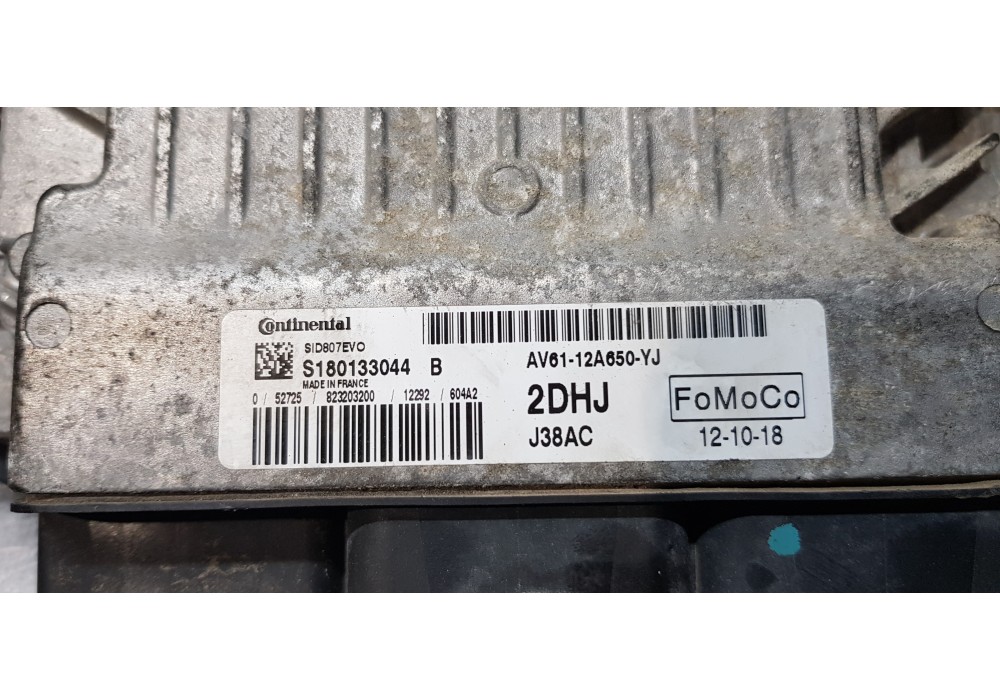 Continental
SID807EVO
S180133044 B
MADE IN FRANCE
0 / 52725 / 823203200 / 12292 / 604A2
AV61-12A650-YJ
2DHJ
FoMoCo
J38AC
12-10-18